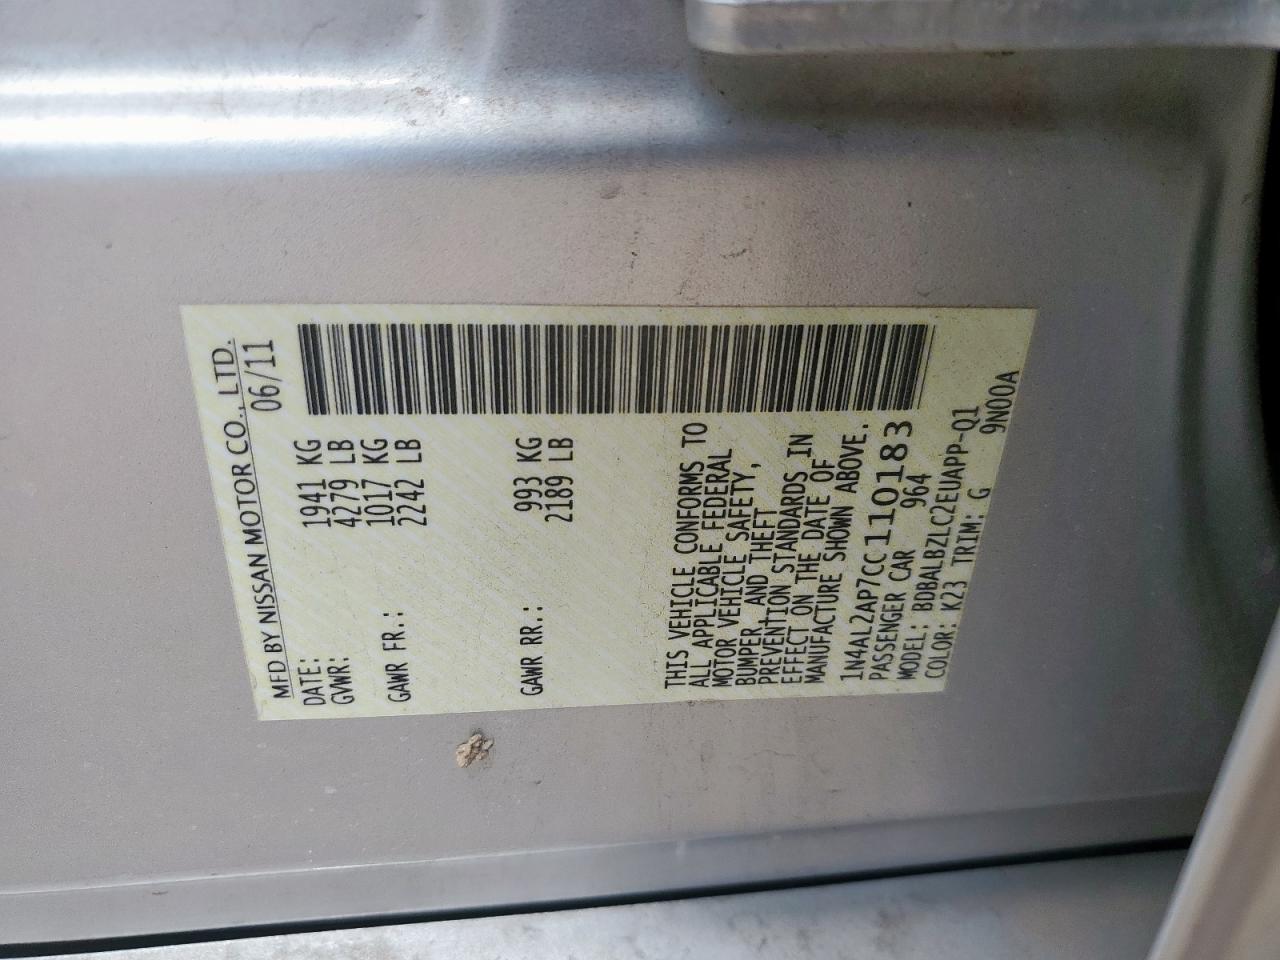 MFD BY NISSAN MOTOR CO., LTD.
DATE: 06/11
GVWR: 1941 KG
4279 LB
GAWR FR.: 1017 KG
2242 LB
GAWR RR.: 993 KG
2189 LB
THIS VEHICLE CONFORMS TO
ALL APPLICABLE FEDERAL
MOTOR VEHICLE SAFETY,
BUMPER, AND THEFT
PREVENTION STANDARDS IN
EFFECT ON THE DATE OF
MANUFACTURE SHOWN ABOVE.
1N4AL2AP7CC110183
PASSENGER CAR 964
MODEL: BDBALBZLC2EUAPP-Q1
COLOR: K23 TRIM: G 9N00A